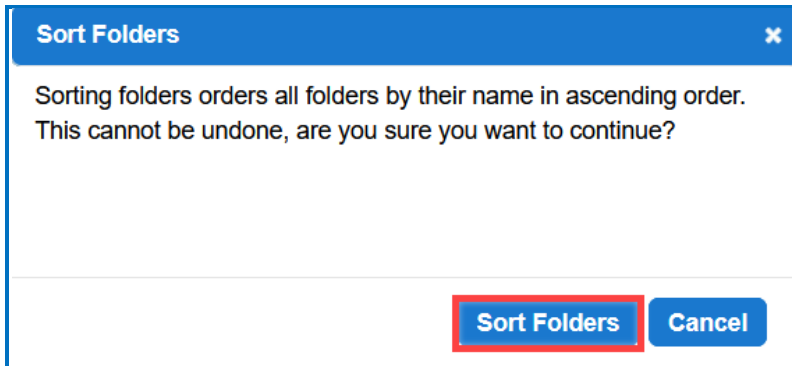 Sort Folders
Sorting folders orders all folders by their name in ascending order.
This cannot be undone, are you sure you want to continue?
Sort Folders Cancel